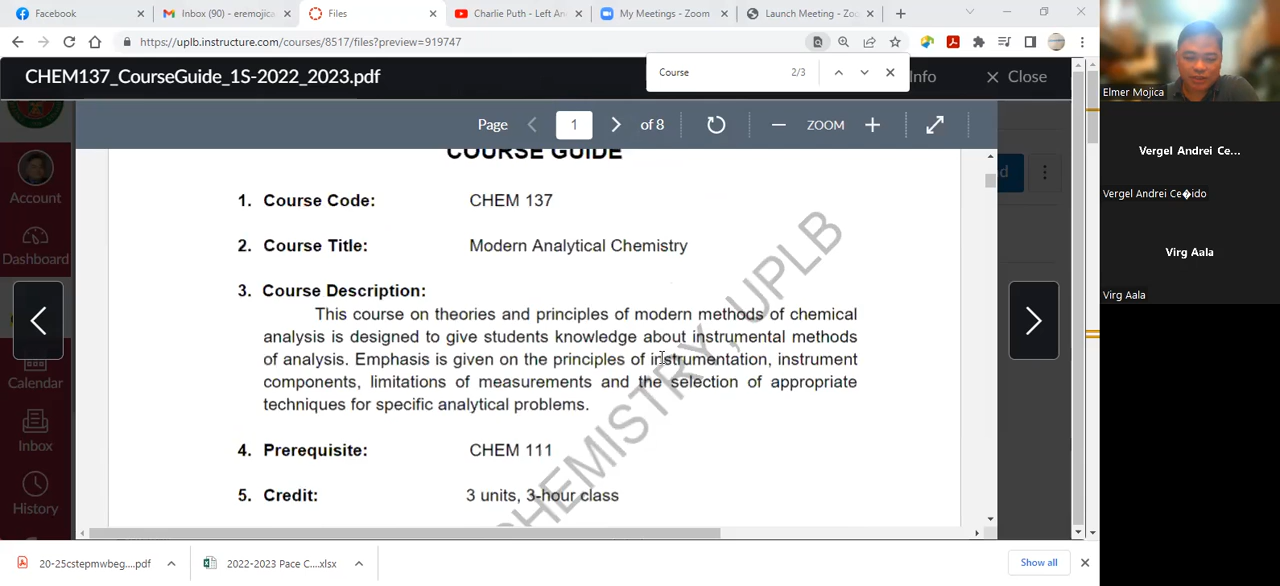 Facebook
Inbox (90) - eremojica
Files
Charlie Puth - Left An
My Meetings - Zoom
Launch Meeting - Zoo
https://uplb.instructure.com/courses/8517/files?preview=919747
Course
2/3
CHEM137_CourseGuide_1S-2022_2023.pdf
Info
Close
Page
1
of 8
ZOOM
COURSE GUIDE
1. Course Code: CHEM 137
2. Course Title: Modern Analytical Chemistry
3. Course Description:
This course on theories and principles of modern methods of chemical
analysis is designed to give students knowledge about instrumental methods
of analysis. Emphasis is given on the principles of instrumentation, instrument
components, limitations of measurements and the selection of appropriate
techniques for specific analytical problems.
4. Prerequisite: CHEM 111
5. Credit: 3 units, 3-hour class
CHEMISTRY, UPLB
Account
Dashboard
Calendar
Inbox
History
20-25cstepmwbeg....pdf
2022-2023 Pace C....xlsx
Show all
Elmer Mojica
Vergel Andrei Ce...
Vergel Andrei Ce�ido
Virg Aala
Virg Aala